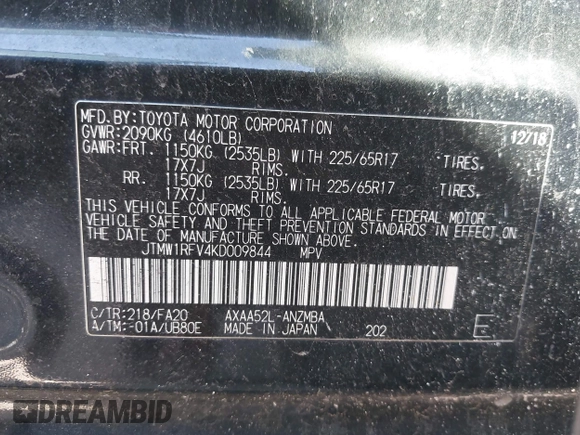 MFD. BY: TOYOTA MOTOR CORPORATION 12/18
GVWR: 2090KG (4610LB)
GAWR: FRT. 1150KG (2535LB) WITH 225/65R17 TIRES.
17X7J RIMS.
RR. 1150KG (2535LB) WITH 225/65R17 TIRES.
17X7J RIMS.
THIS VEHICLE CONFORMS TO ALL APPLICABLE FEDERAL MOTOR
VEHICLE SAFETY AND THEFT PREVENTION STANDARDS IN EFFECT ON
THE DATE OF MANUFACTURE SHOWN ABOVE.
JTMW1RFV4KD009844 MPV
C/TR: 218/FA20 AXAA52L-ANZMBA
A/TM: -01A/UB80E MADE IN JAPAN 202 E
DREAMBID